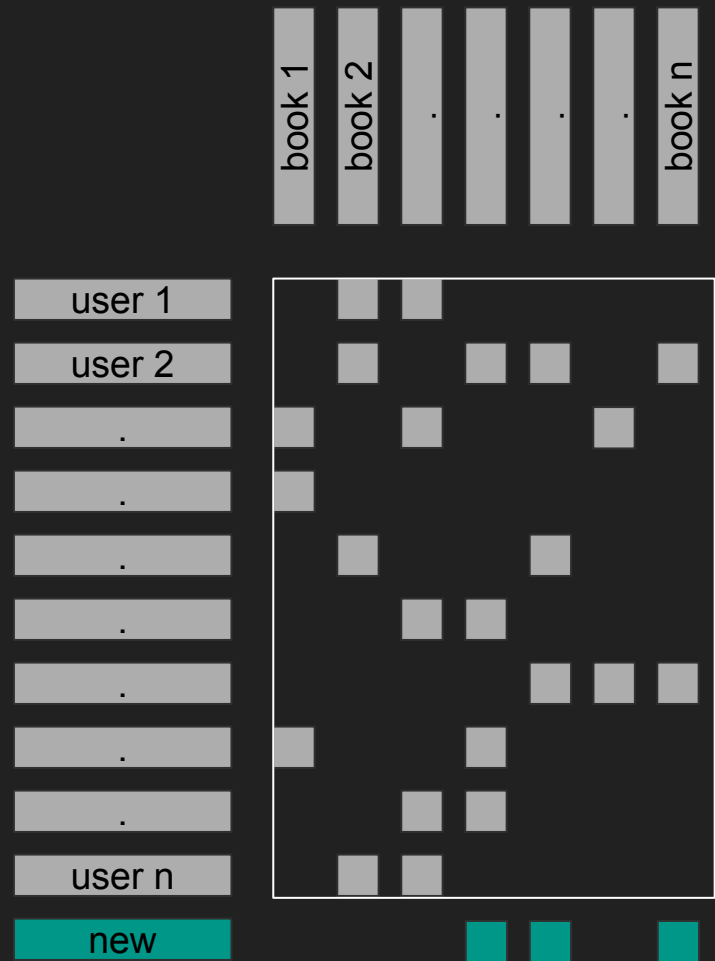 book 1
book 2
.
.
.
.
book n
user 1
user 2
.
.
.
.
.
.
.
user n
new